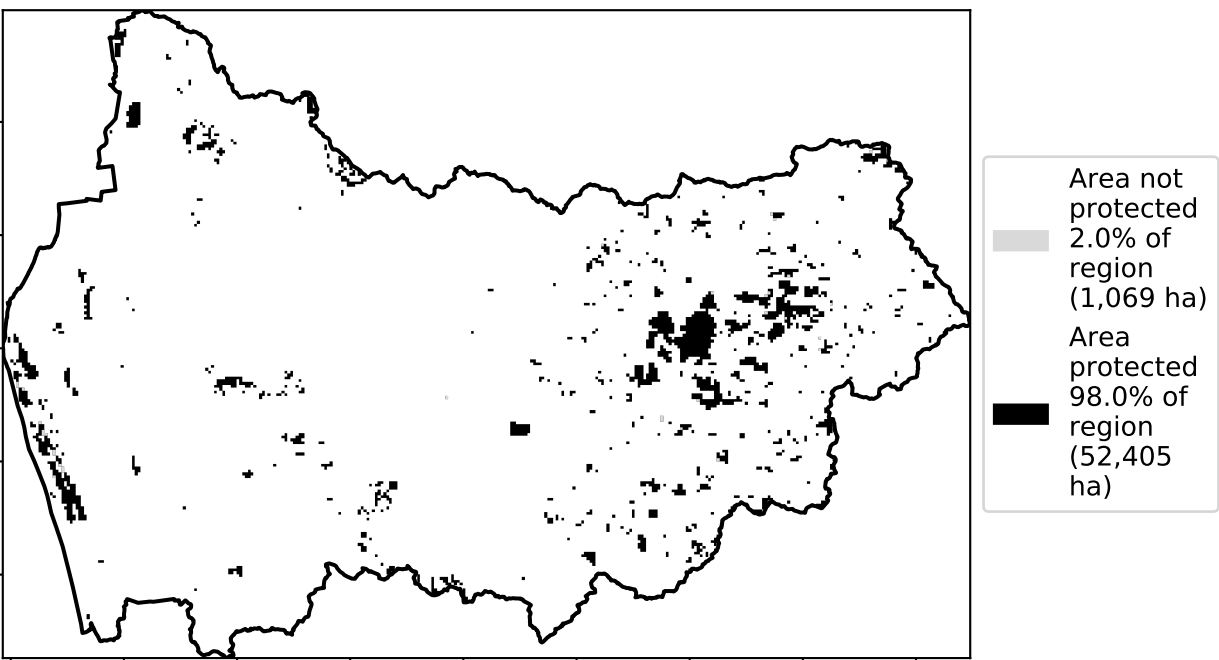 Area not
protected
2.0% of
region
(1,069 ha)
Area
protected
98.0% of
region
(52,405
ha)